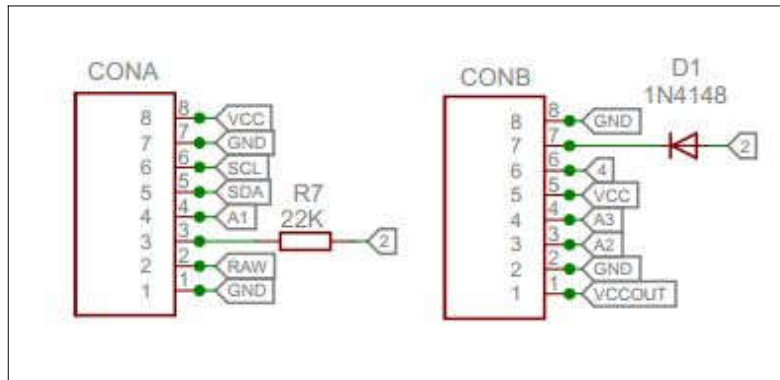 CONA
8 8 VCC
7 7 GND
6 6 SCL
5 5 SDA
4 4 A1
R7
22K
3 3 2
2 2 RAW
1 1 GND
CONB
D1
1N4148
8 8 GND
7 7 2
6 6 4
5 5 VCC
4 4 A3
3 3 A2
2 2 GND
1 1 VCCOUT